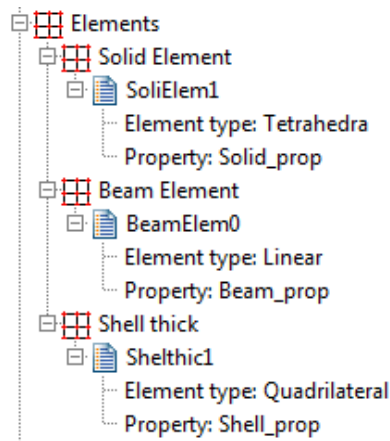 Elements
Solid Element
SoliElem1
Element type: Tetrahedra
Property: Solid_prop
Beam Element
BeamElem0
Element type: Linear
Property: Beam_prop
Shell thick
Shelthic1
Element type: Quadrilateral
Property: Shell_prop